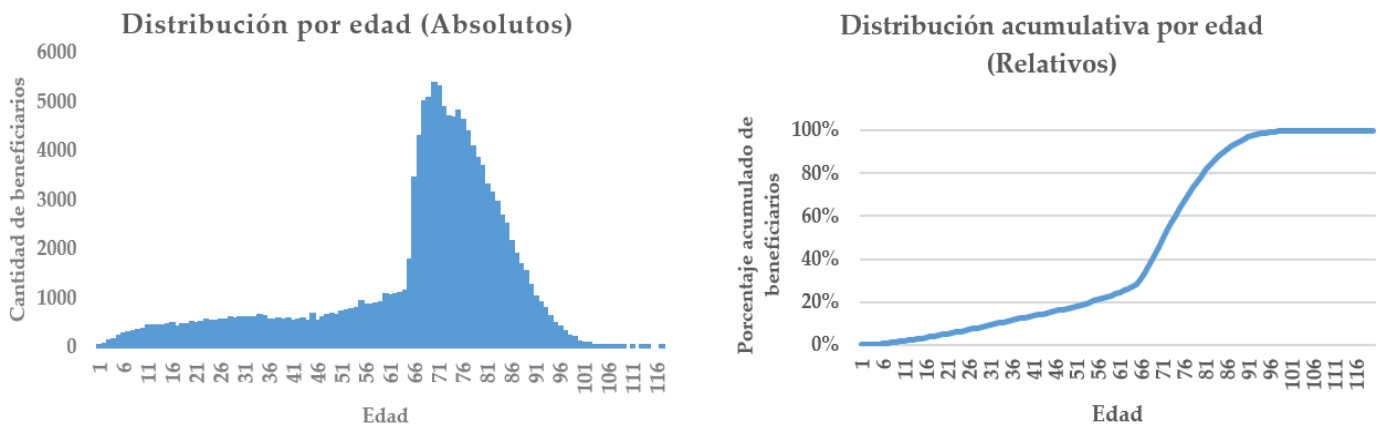 Distribución por edad (Absolutos)
Cantidad de beneficiarios
6000
5000
4000
3000
2000
1000
0
1 6 11 16 21 26 31 36 41 46 51 56 61 66 71 76 81 86 91 96 101 106 111 116
Edad
Distribución acumulativa por edad
(Relativos)
Porcentaje acumulado de
beneficiarios
100%
80%
60%
40%
20%
0%
1 6 11 16 21 26 31 36 41 46 51 56 61 66 71 76 81 86 91 96 101 106 111 116
Edad